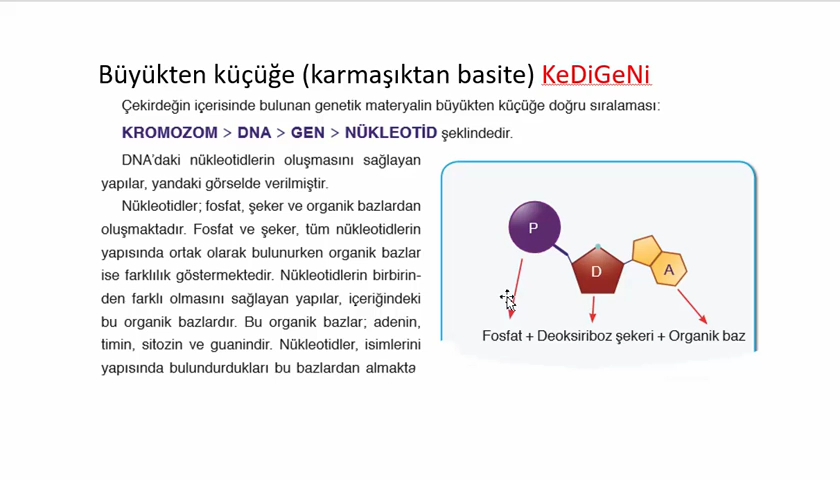 Büyükten küçüğe (karmaşıktan basite) KeDiGeNi
Çekirdeğin içerisinde bulunan genetik materyalin büyükten küçüğe doğru sıralaması:
KROMOZOM > DNA > GEN > NÜKLEOTİD şeklindedir.
DNA'daki nükleotidlerin oluşmasını sağlayan
yapılar, yandaki görselde verilmiştir.
Nükleotidler; fosfat, şeker ve organik bazlardan
oluşmaktadır. Fosfat ve şeker, tüm nükleotidlerin
yapısında ortak olarak bulunurken organik bazlar
ise farklılık göstermektedir. Nükleotidlerin birbirin-
den farklı olmasını sağlayan yapılar, içeriğindeki
bu organik bazlardır. Bu organik bazlar; adenin,
timin, sitozin ve guanindir. Nükleotidler, isimlerini
yapısında bulundurdukları bu bazlardan almakta
P
D
A
Fosfat + Deoksiriboz şekeri + Organik baz